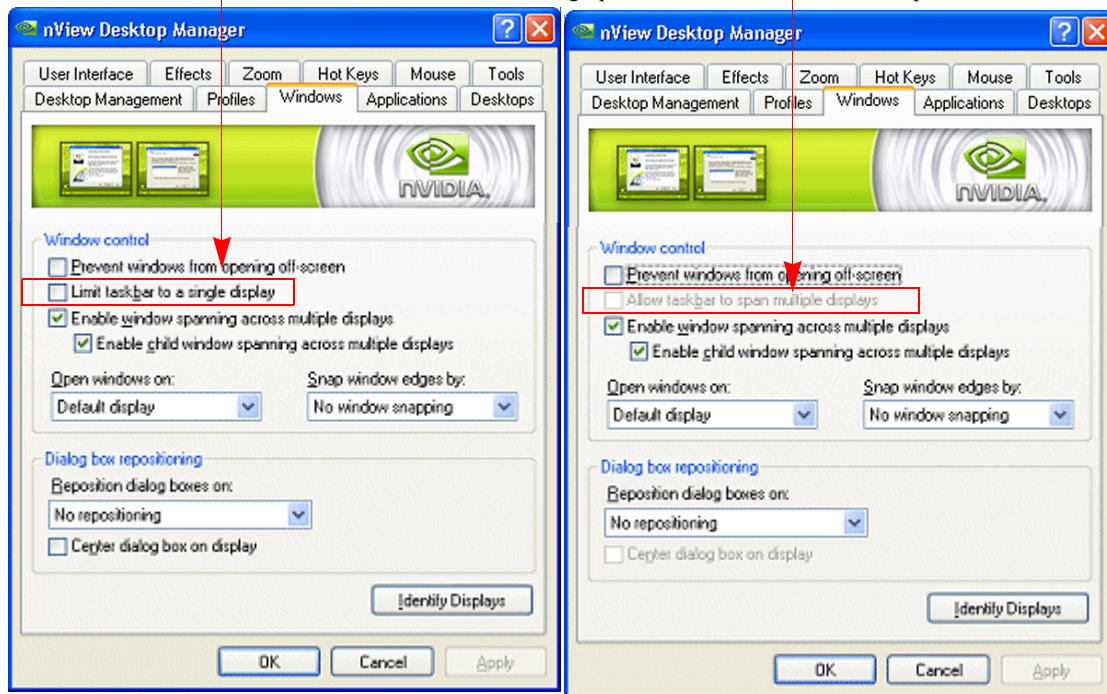 nView Desktop Manager
User Interface Effects Zoom Hot Keys Mouse Tools
Desktop Management Profiles Windows Applications Desktops
nVIDIA.
Window control
Prevent windows from opening off-screen
Limit taskbar to a single display
Enable window spanning across multiple displays
Enable child window spanning across multiple displays
Open windows on: Snap window edges by:
Default display No window snapping
Dialog box repositioning
Reposition dialog boxes on:
No repositioning
Center dialog box on display
Identify Displays
OK Cancel Apply
nView Desktop Manager
User Interface Effects Zoom Hot Keys Mouse Tools
Desktop Management Profiles Windows Applications Desktops
nVIDIA.
Window control
Prevent windows from opening off-screen
Allow taskbar to span multiple displays
Enable window spanning across multiple displays
Enable child window spanning across multiple displays
Open windows on: Snap window edges by:
Default display No window snapping
Dialog box repositioning
Reposition dialog boxes on:
No repositioning
Center dialog box on display
Identify Displays
OK Cancel Apply